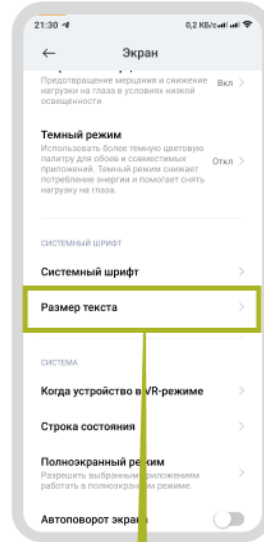 21:30
0,2 КБ/с
Экран
Предотвращение мерцания и снижение
нагрузки на глаза в условиях низкой
освещенности
Вкл
Темный режим
Использовать более темную цветовую
палитру для обоев и совместимых
приложений. Темный режим снижает
потребление энергии и помогает снять
нагрузку на глаза.
Откл
СИСТЕМНЫЙ ШРИФТ
Системный шрифт
Размер текста
СИСТЕМА
Когда устройство в VR-режиме
Строка состояния
Полноэкранный режим
Разрешить выбранным приложениям
работать в полноэкранном режиме.
Автоповорот экрана